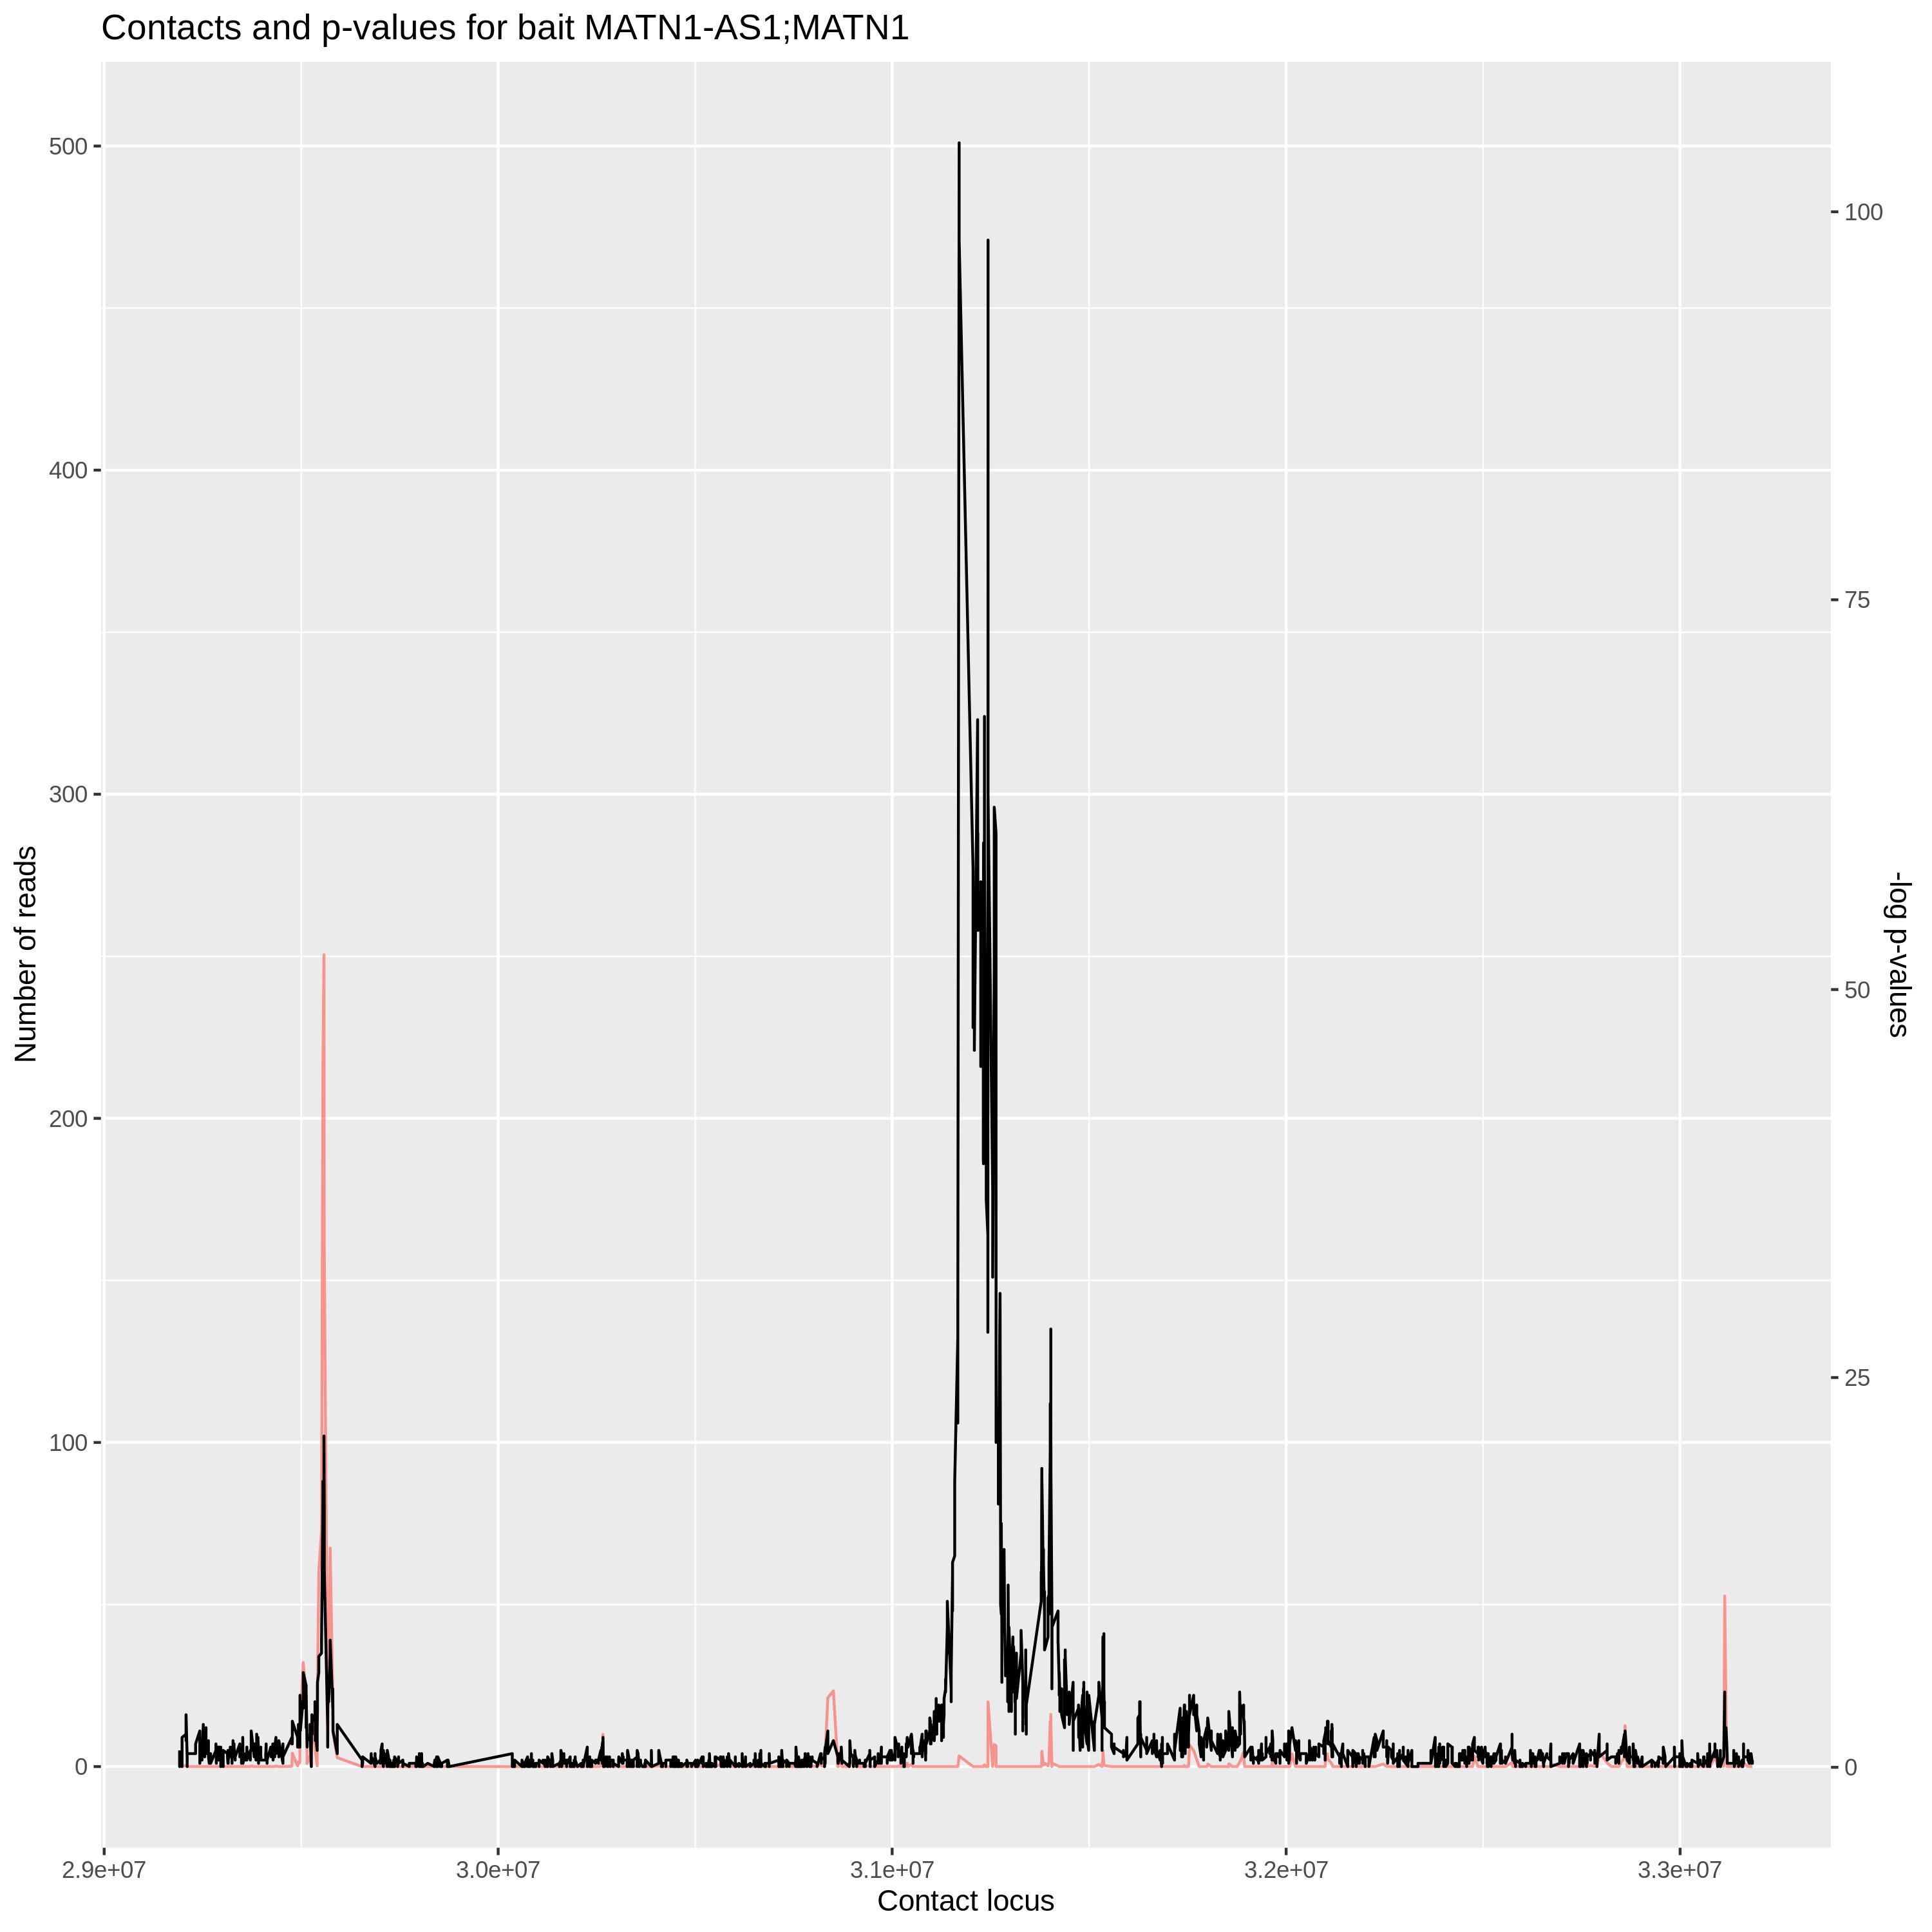 Contacts and p-values for bait MATN1-AS1;MATN1
500
400
300
200
100
0
Number of reads
100
75
50
25
0
-log p-values
2.9e+07
3.0e+07
3.1e+07
3.2e+07
3.3e+07
Contact locus